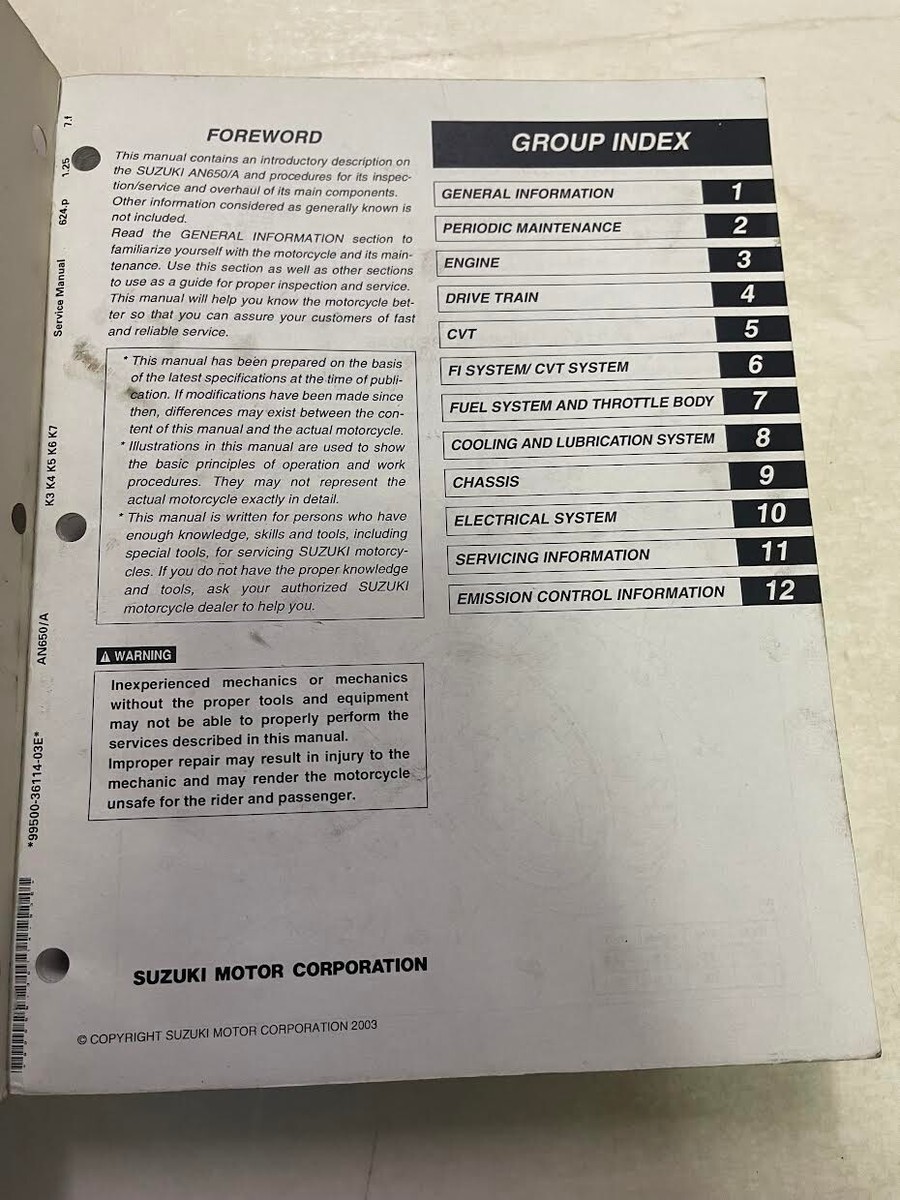 FOREWORD
This manual contains an introductory description on
the SUZUKI AN650/A and procedures for its inspec-
tion/service and overhaul of its main components.
Other information considered as generally known is
not included.
Read the GENERAL INFORMATION section to
familiarize yourself with the motorcycle and its main-
tenance. Use this section as well as other sections
to use as a guide for proper inspection and service.
This manual will help you know the motorcycle bet-
ter so that you can assure your customers of fast
and reliable service.
* This manual has been prepared on the basis
of the latest specifications at the time of publi-
cation. If modifications have been made since
then, differences may exist between the con-
tent of this manual and the actual motorcycle.
* Illustrations in this manual are used to show
the basic principles of operation and work
procedures. They may not represent the
actual motorcycle exactly in detail.
* This manual is written for persons who have
enough knowledge, skills and tools, including
special tools, for servicing SUZUKI motorcy-
cles. If you do not have the proper knowledge
and tools, ask your authorized SUZUKI
motorcycle dealer to help you.
WARNING
Inexperienced mechanics or mechanics
without the proper tools and equipment
may not be able to properly perform the
services described in this manual.
Improper repair may result in injury to the
mechanic and may render the motorcycle
unsafe for the rider and passenger.
SUZUKI MOTOR CORPORATION
© COPYRIGHT SUZUKI MOTOR CORPORATION 2003
GROUP INDEX
GENERAL INFORMATION 1
PERIODIC MAINTENANCE 2
ENGINE 3
DRIVE TRAIN 4
CVT 5
FI SYSTEM/ CVT SYSTEM 6
FUEL SYSTEM AND THROTTLE BODY 7
COOLING AND LUBRICATION SYSTEM 8
CHASSIS 9
ELECTRICAL SYSTEM 10
SERVICING INFORMATION 11
EMISSION CONTROL INFORMATION 12
*99500-36114-03E* AN650/A K3 K4 K5 K6 K7 Service Manual 624.p 1.25 7.f